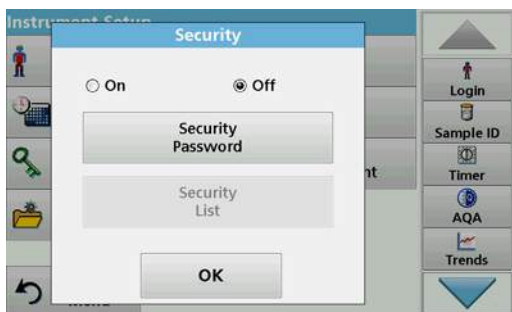 Security
On
Off
Security
Password
Security
List
OK
Login
Sample ID
Timer
AQA
Trends